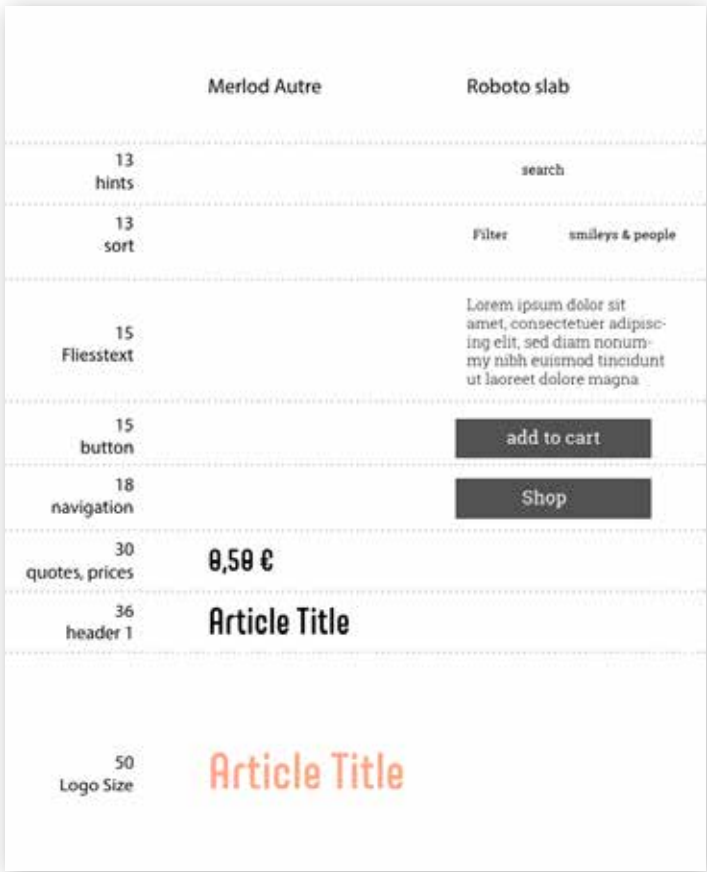 Merlod Autre Roboto slab
13
hints
search
13
sort
Filter smileys & people
15
Fliesstext
Lorem ipsum dolor sit
amet, consectetuer adipisc-
ing elit, sed diam nonum-
my nibh euismod tincidunt
ut laoreet dolore magna
15
button
add to cart
18
navigation
Shop
30
quotes, prices
0,50 €
36
header 1
Article Title
50
Logo Size
Article Title